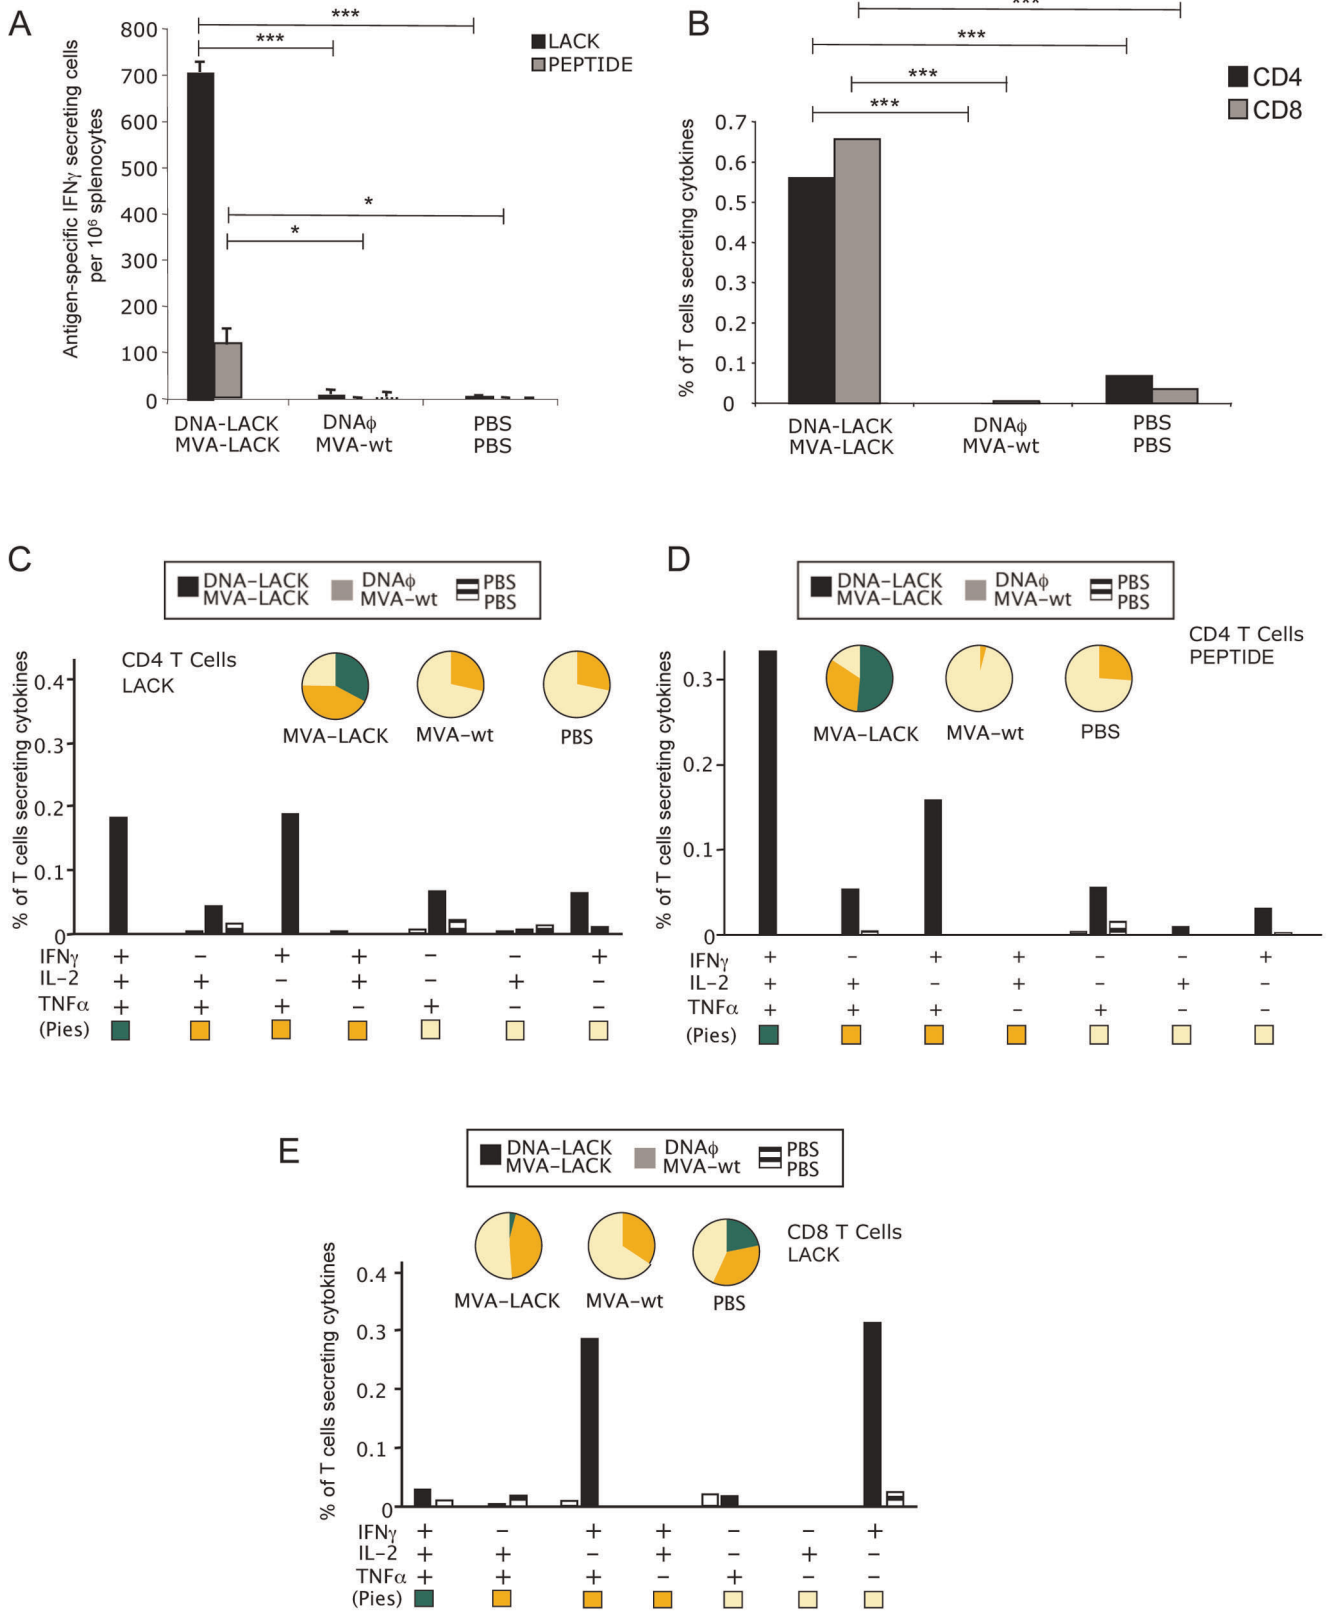 A
***
***
800
700
600
500
400
300
200
100
0
Antigen-specific IFNγ secreting cells
per 10⁶ splenocytes
LACK
PEPTIDE
*
*
DNA-LACK
MVA-LACK
DNAϕ
MVA-wt
PBS
PBS
B
***
***
***
***
CD4
CD8
0.7
0.6
0.5
0.4
0.3
0.2
0.1
0
% of T cells secreting cytokines
DNA-LACK
MVA-LACK
DNAϕ
MVA-wt
PBS
PBS
C
DNA-LACK
MVA-LACK
DNAϕ
MVA-wt
PBS
PBS
CD4 T Cells
LACK
MVA-LACK
MVA-wt
PBS
0.4
0.3
0.2
0.1
0
% of T cells secreting cytokines
IFNγ + – + + – – +
IL-2 + + – + – + –
TNFα + + + – + – –
(Pies)
D
DNA-LACK
MVA-LACK
DNAϕ
MVA-wt
PBS
PBS
CD4 T Cells
PEPTIDE
MVA-LACK
MVA-wt
PBS
0.3
0.2
0.1
0
% of T cells secreting cytokines
IFNγ + – + + – – +
IL-2 + + – + – + –
TNFα + + + – + – –
(Pies)
E
DNA-LACK
MVA-LACK
DNAϕ
MVA-wt
PBS
PBS
CD8 T Cells
LACK
MVA-LACK
MVA-wt
PBS
0.4
0.3
0.2
0.1
0
% of T cells secreting cytokines
IFNγ + – + + – – +
IL-2 + + – + – + –
TNFα + + + – + – –
(Pies)